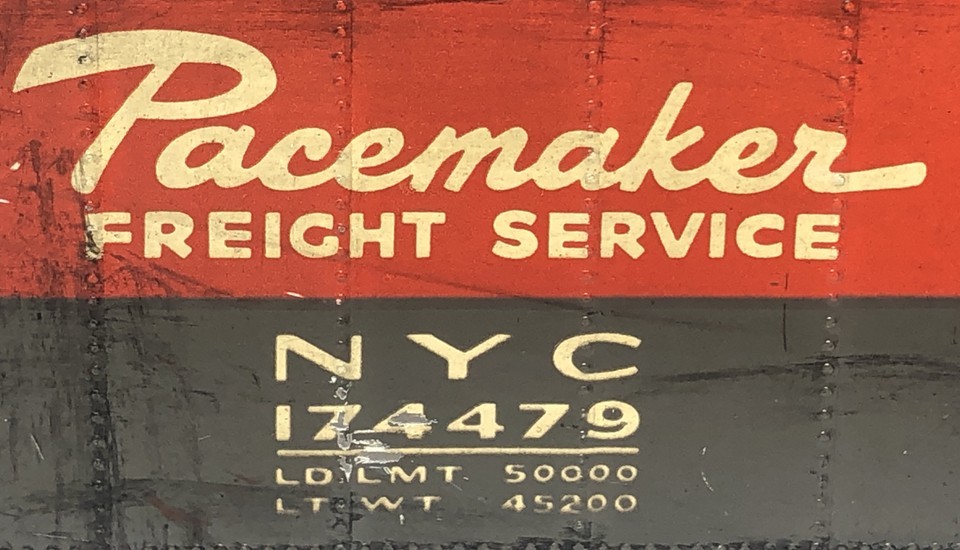 Pacemaker
FREIGHT SERVICE
NYC
174479
LD LMT 50000
LT WT 45200